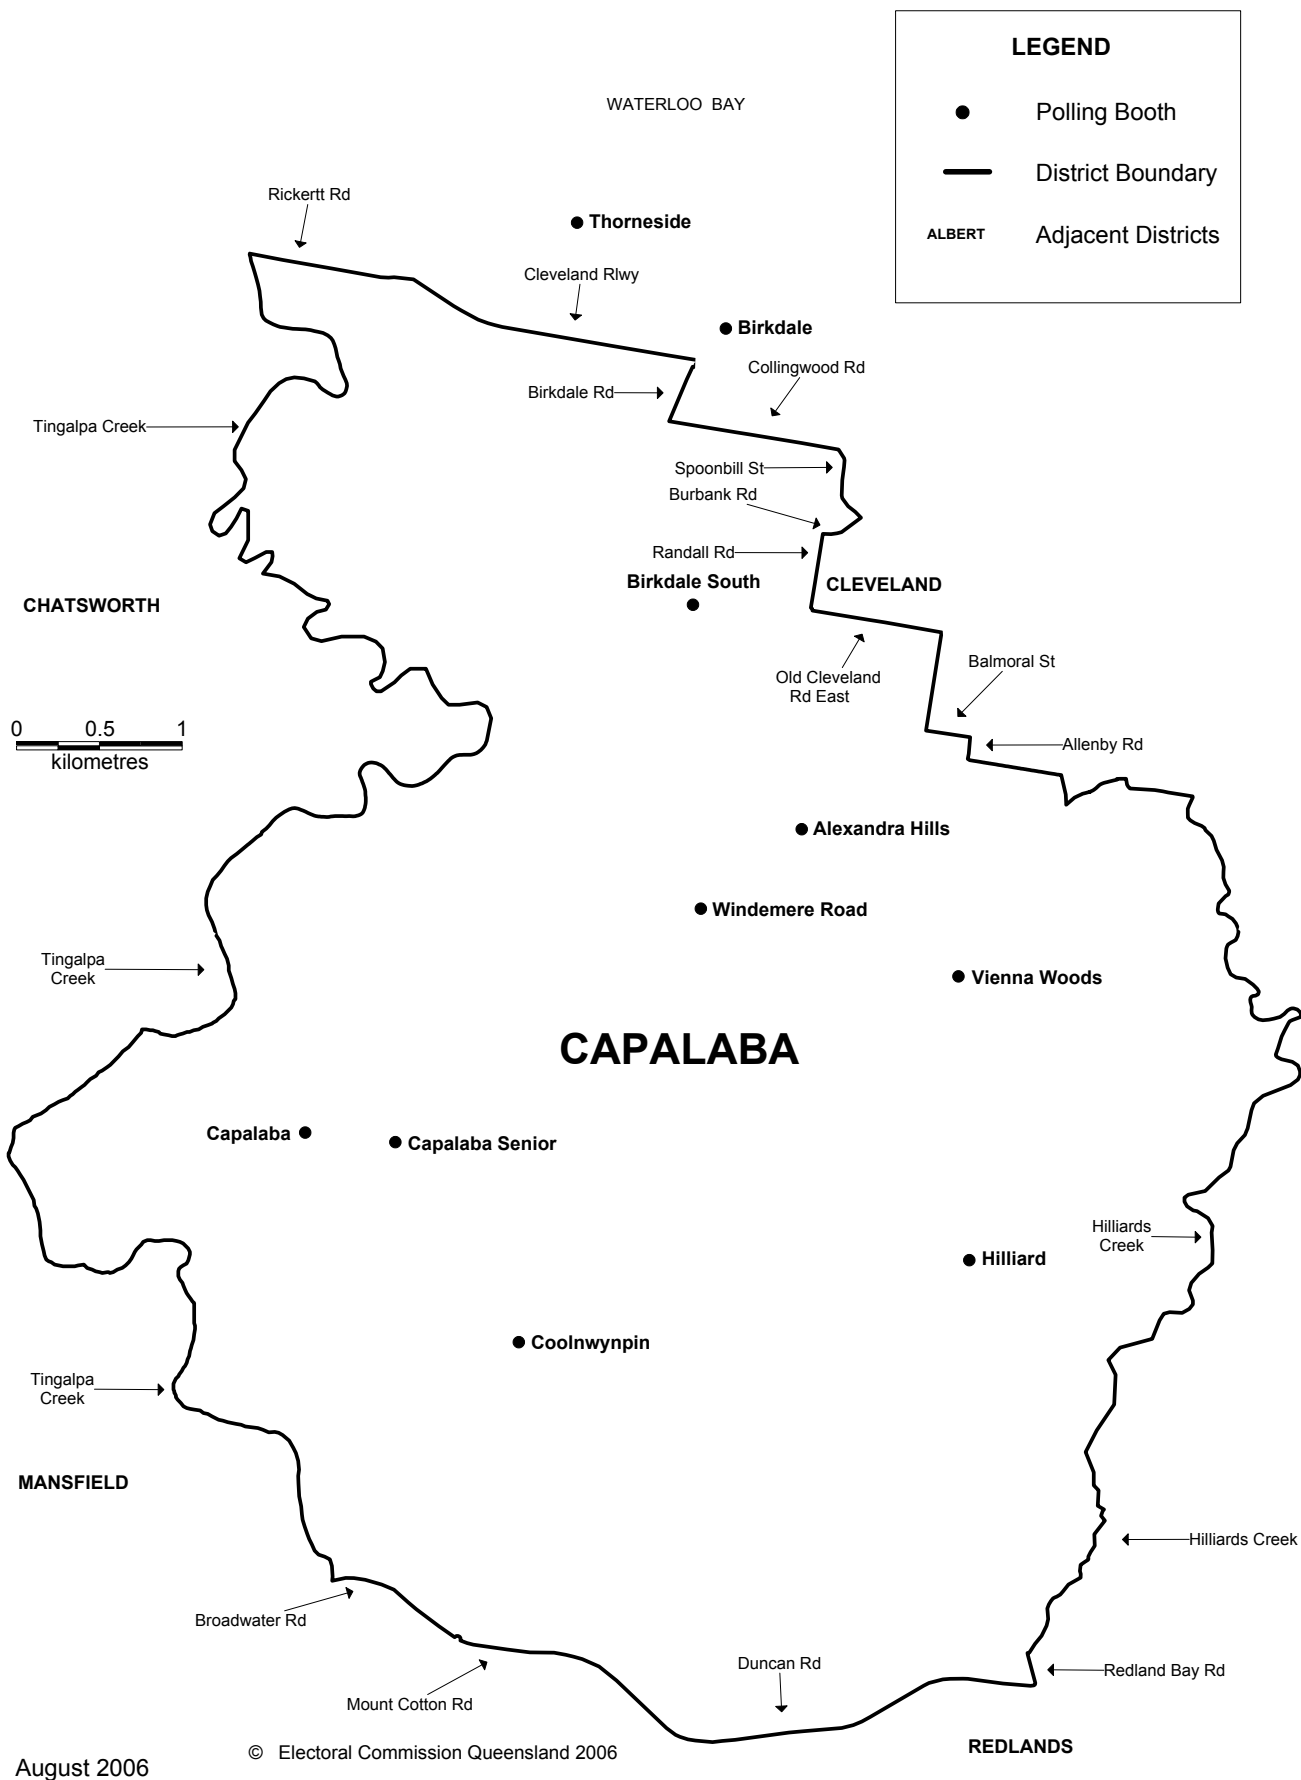 LEGEND
Polling Booth
District Boundary
ALBERT Adjacent Districts
WATERLOO BAY
Rickertt Rd
Thorneside
Cleveland Rlwy
Birkdale
Collingwood Rd
Birkdale Rd
Tingalpa Creek
Spoonbill St
Burbank Rd
Randall Rd
Birkdale South
CLEVELAND
CHATSWORTH
Balmoral St
Old Cleveland
Rd East
0 0.5 1
kilometres
Allenby Rd
Alexandra Hills
Windemere Road
Tingalpa
Creek
Vienna Woods
CAPALABA
Capalaba
Capalaba Senior
Hilliards
Creek
Hilliard
Coolnwynpin
Tingalpa
Creek
MANSFIELD
Hilliards Creek
Broadwater Rd
Duncan Rd
Redland Bay Rd
Mount Cotton Rd
REDLANDS
© Electoral Commission Queensland 2006
August 2006